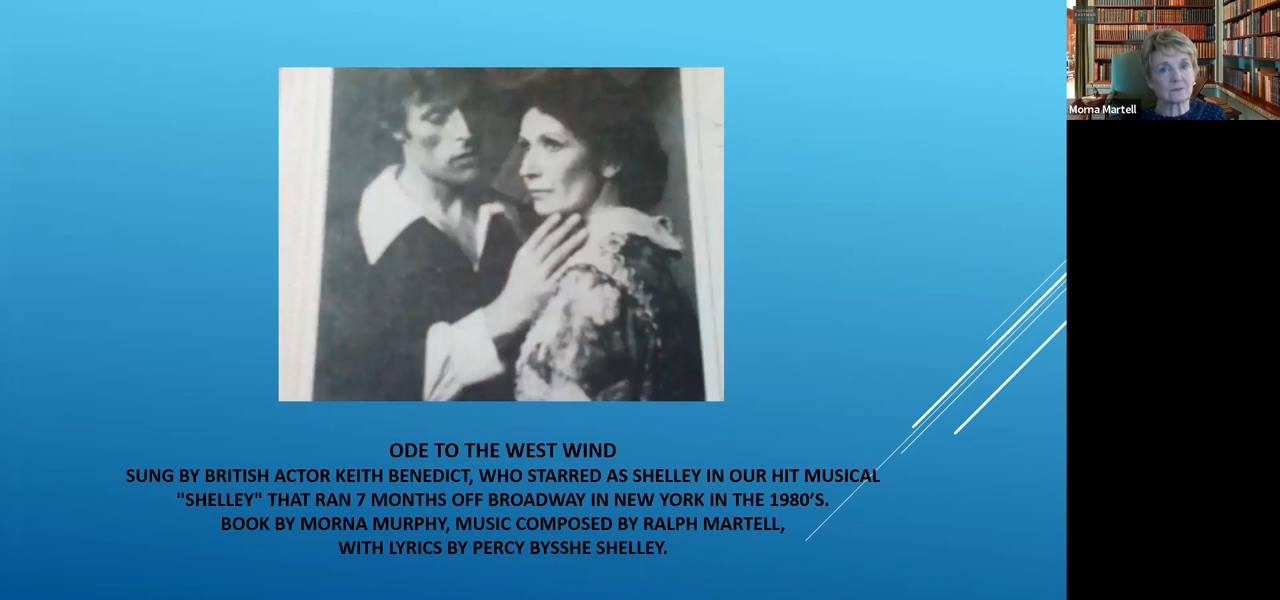 ODE TO THE WEST WIND
SUNG BY BRITISH ACTOR KEITH BENEDICT, WHO STARRED AS SHELLEY IN OUR HIT MUSICAL
"SHELLEY" THAT RAN 7 MONTHS OFF BROADWAY IN NEW YORK IN THE 1980’S.
BOOK BY MORNA MURPHY, MUSIC COMPOSED BY RALPH MARTELL,
WITH LYRICS BY PERCY BYSSHE SHELLEY.
Morna Martell